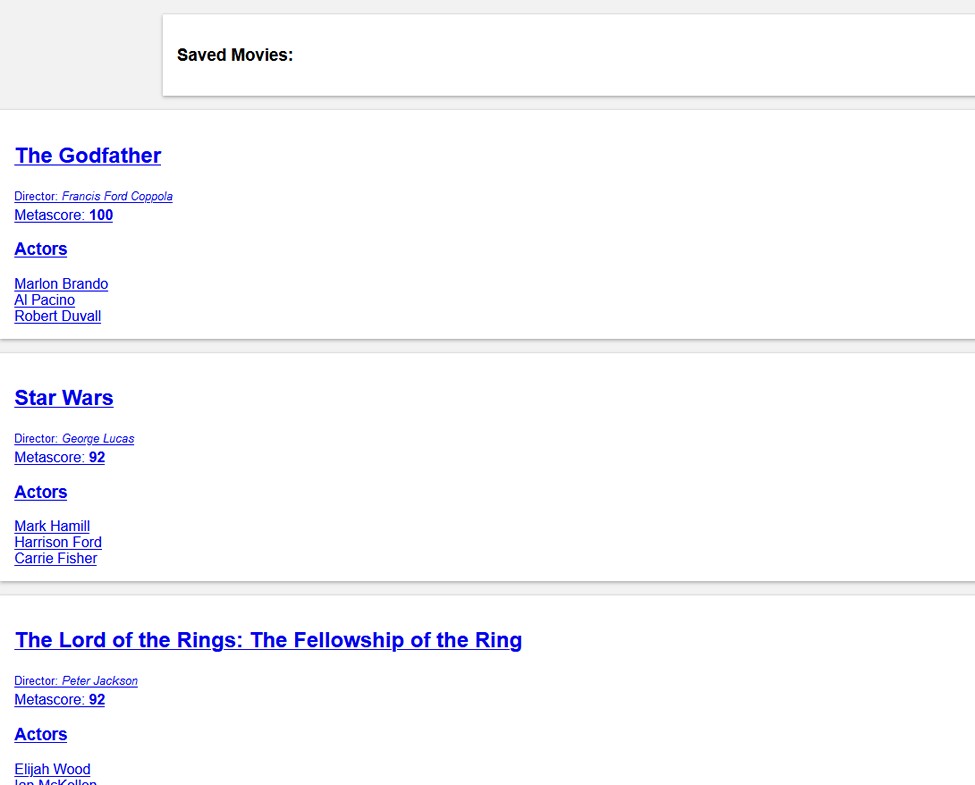 Saved Movies:
The Godfather
Director: Francis Ford Coppola
Metascore: 100
Actors
Marlon Brando
Al Pacino
Robert Duvall
Star Wars
Director: George Lucas
Metascore: 92
Actors
Mark Hamill
Harrison Ford
Carrie Fisher
The Lord of the Rings: The Fellowship of the Ring
Director: Peter Jackson
Metascore: 92
Actors
Elijah Wood
Ian McKellen